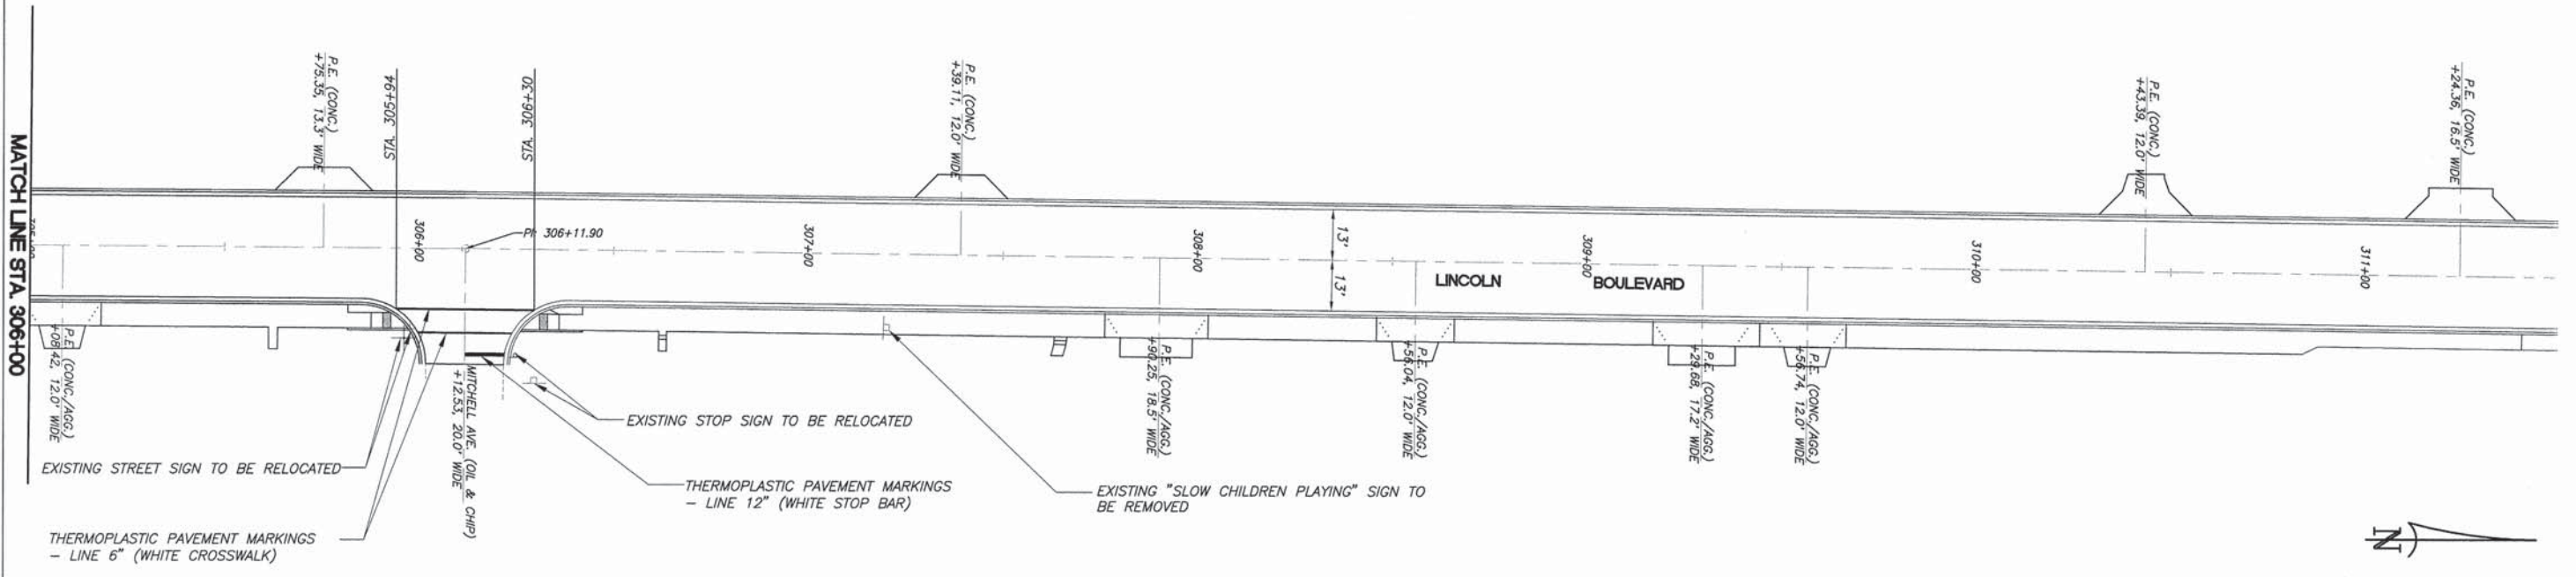 MATCH LINE STA. 306+00
P.E. (CONC.)
+75.35, 13.3' WIDE
STA. 305+94
STA. 306+30
P.E. (CONC.)
+39.11, 12.0' WIDE
P.E. (CONC.)
+43.39, 12.0' WIDE
P.E. (CONC.)
+24.36, 16.5' WIDE
306+00
PI: 306+11.90
307+00
308+00
13'
13'
309+00
310+00
311+00
LINCOLN BOULEVARD
P.E. (CONC./AGG.)
+08.42, 12.0' WIDE
MITCHELL AVE. (OIL & CHIP)
+12.53, 20.0' WIDE
P.E. (CONC./AGG.)
+90.25, 18.5' WIDE
P.E. (CONC./AGG.)
+56.04, 12.0' WIDE
P.E. (CONC./AGG.)
+29.68, 17.2' WIDE
P.E. (CONC./AGG.)
+56.74, 12.0' WIDE
EXISTING STOP SIGN TO BE RELOCATED
EXISTING STREET SIGN TO BE RELOCATED
THERMOPLASTIC PAVEMENT MARKINGS
– LINE 12" (WHITE STOP BAR)
EXISTING "SLOW CHILDREN PLAYING" SIGN TO
BE REMOVED
THERMOPLASTIC PAVEMENT MARKINGS
– LINE 6" (WHITE CROSSWALK)
N